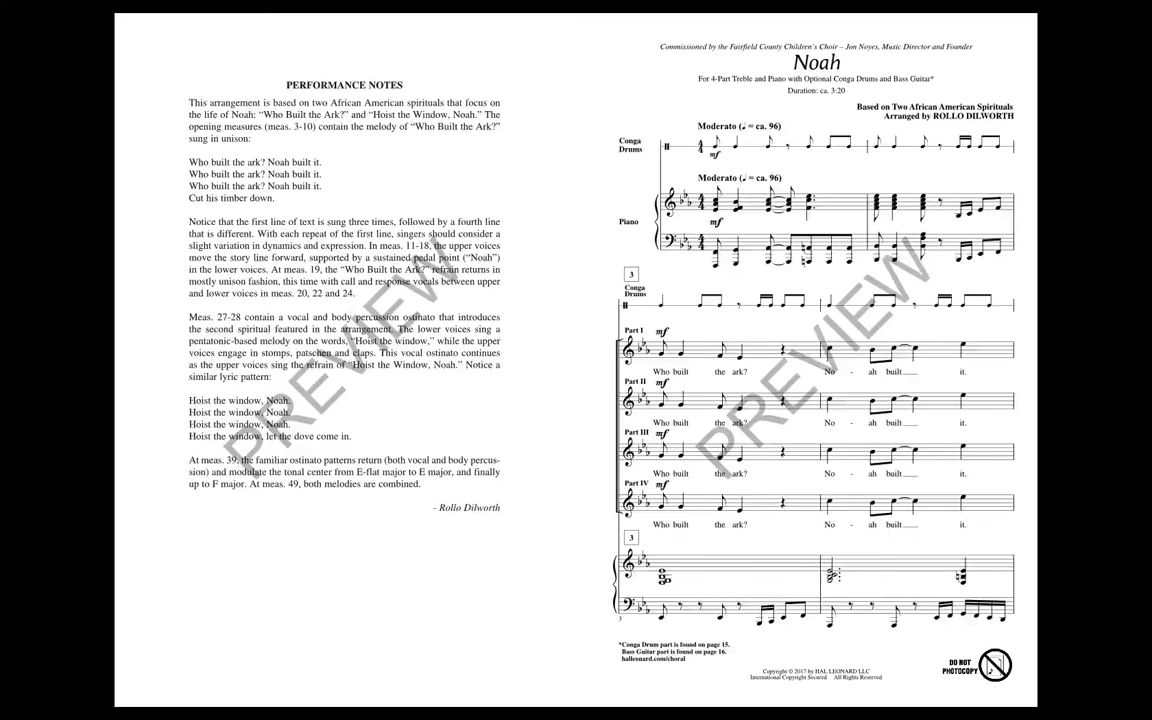 PERFORMANCE NOTES
This arrangement is based on two African American spirituals that focus on
the life of Noah: “Who Built the Ark?” and “Hoist the Window, Noah.” The
opening measures (meas. 3-10) contain the melody of “Who Built the Ark?”
sung in unison:
Who built the ark? Noah built it.
Who built the ark? Noah built it.
Who built the ark? Noah built it.
Cut his timber down.
Notice that the first line of text is sung three times, followed by a fourth line
that is different. With each repeat of the first line, singers should consider a
slight variation in dynamics and expression. In meas. 11-18, the upper voices
move the story line forward, supported by a sustained pedal point (“Noah”)
in the lower voices. At meas. 19, the “Who Built the Ark?” refrain returns in
mostly unison fashion, this time with call and response vocals between upper
and lower voices in meas. 20, 22 and 24.
Meas. 27-28 contain a vocal and body percussion ostinato that introduces
the second spiritual featured in the arrangement. The lower voices sing a
pentatonic-based melody on the words, “Hoist the window,” while the upper
voices engage in stomps, patschen and claps. This vocal ostinato continues
as the upper voices sing the refrain of “Hoist the Window, Noah.” Notice a
similar lyric pattern:
Hoist the window, Noah.
Hoist the window, Noah.
Hoist the window, Noah.
Hoist the window, let the dove come in.
At meas. 39, the familiar ostinato patterns return (both vocal and body percus-
sion) and modulate the tonal center from E-flat major to E major, and finally
up to F major. At meas. 49, both melodies are combined.
- Rollo Dilworth
PREVIEW
Commissioned by the Fairfield County Children's Choir – Jon Noyes, Music Director and Founder
Noah
For 4-Part Treble and Piano with Optional Conga Drums and Bass Guitar*
Duration: ca. 3:20
Based on Two African American Spirituals
Arranged by ROLLO DILWORTH
Moderato (♩ = ca. 96)
Conga
Drums
mf
Moderato (♩ = ca. 96)
Piano
mf
3
Conga
Drums
Part I mf
Who built the ark? No - ah built it.
Part II mf
Who built the ark? No - ah built it.
Part III mf
Who built the ark? No - ah built it.
Part IV mf
Who built the ark? No - ah built it.
3
3
PREVIEW
*Conga Drum part is found on page 15.
Bass Guitar part is found on page 16.
halleonard.com/choral
Copyright © 2017 by HAL LEONARD LLC
International Copyright Secured All Rights Reserved
DO NOT
PHOTOCOPY